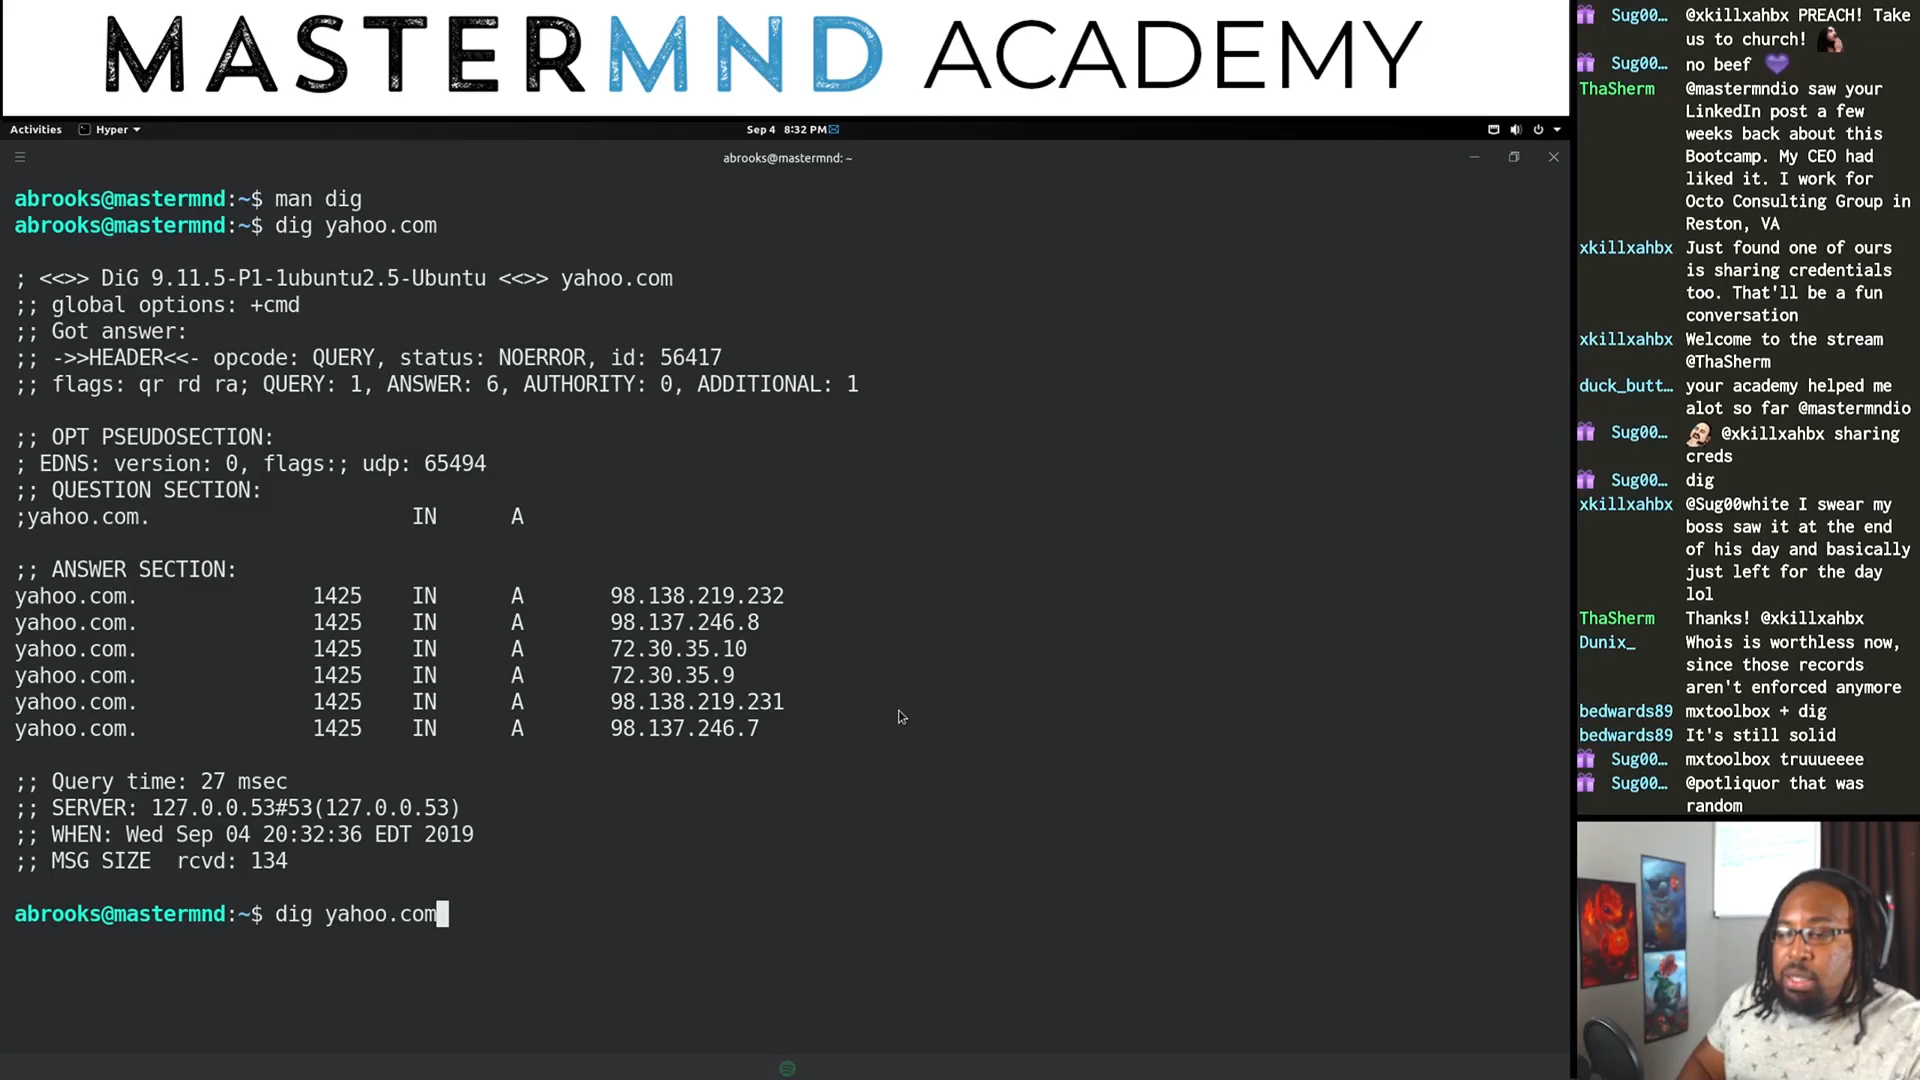 MASTERMND ACADEMY
Activities Hyper Sep 4 8:32 PM
abrooks@mastermnd: ~
abrooks@mastermnd:~$ man dig
abrooks@mastermnd:~$ dig yahoo.com
; <<>> DiG 9.11.5-P1-1ubuntu2.5-Ubuntu <<>> yahoo.com
;; global options: +cmd
;; Got answer:
;; ->>HEADER<<- opcode: QUERY, status: NOERROR, id: 56417
;; flags: qr rd ra; QUERY: 1, ANSWER: 6, AUTHORITY: 0, ADDITIONAL: 1
;; OPT PSEUDOSECTION:
; EDNS: version: 0, flags:; udp: 65494
;; QUESTION SECTION:
;yahoo.com. IN A
;; ANSWER SECTION:
yahoo.com. 1425 IN A 98.138.219.232
yahoo.com. 1425 IN A 98.137.246.8
yahoo.com. 1425 IN A 72.30.35.10
yahoo.com. 1425 IN A 72.30.35.9
yahoo.com. 1425 IN A 98.138.219.231
yahoo.com. 1425 IN A 98.137.246.7
;; Query time: 27 msec
;; SERVER: 127.0.0.53#53(127.0.0.53)
;; WHEN: Wed Sep 04 20:32:36 EDT 2019
;; MSG SIZE  rcvd: 134
abrooks@mastermnd:~$ dig yahoo.com
Sug00… @xkillxahbx PREACH! Take
us to church!
Sug00… no beef
ThaSherm @mastermndio saw your
LinkedIn post a few
weeks back about this
Bootcamp. My CEO had
liked it. I work for
Octo Consulting Group in
Reston, VA
xkillxahbx Just found one of ours
is sharing credentials
too. That'll be a fun
conversation
xkillxahbx Welcome to the stream
@ThaSherm
duck_butt… your academy helped me
alot so far @mastermndio
Sug00… @xkillxahbx sharing
creds
Sug00… dig
xkillxahbx @Sug00white I swear my
boss saw it at the end
of his day and basically
just left for the day
lol
ThaSherm Thanks! @xkillxahbx
Dunix_ Whois is worthless now,
since those records
aren't enforced anymore
bedwards89 mxtoolbox + dig
bedwards89 It's still solid
Sug00… mxtoolbox truuueeee
Sug00… @potliquor that was
random